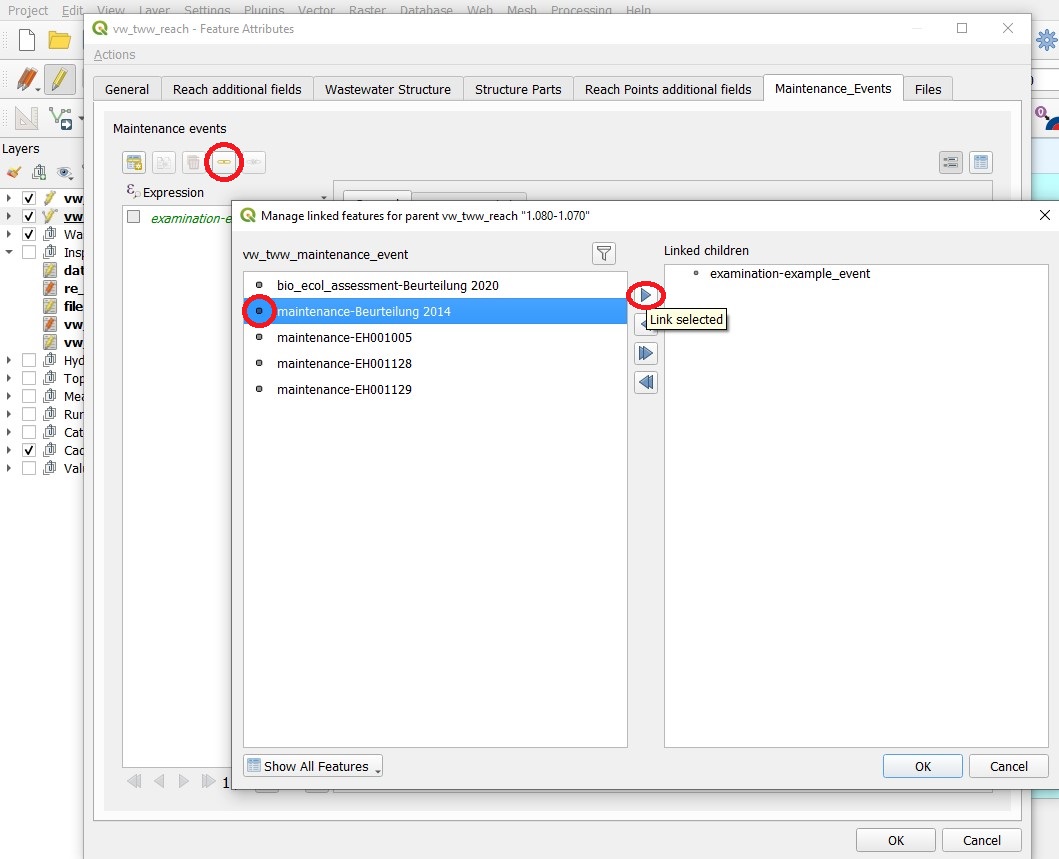 Project Edit View Layer Settings Plugins Vector Raster Database Web Mesh Processing Help
vw_tww_reach - Feature Attributes
Actions
General Reach additional fields Wastewater Structure Structure Parts Reach Points additional fields Maintenance_Events Files
Maintenance events
Layers
Expression
examination-e
vw
vw_
Wa
Insp
dat
re_
file
vw_
vw_
Hyd
Top
Mea
Run
Cat
Cad
Vali
Manage linked features for parent vw_tww_reach "1.080-1.070"
vw_tww_maintenance_event
Linked children
bio_ecol_assessment-Beurteilung 2020
examination-example_event
maintenance-Beurteilung 2014
Link selected
maintenance-EH001005
maintenance-EH001128
maintenance-EH001129
Show All Features
OK Cancel
1
OK Cancel